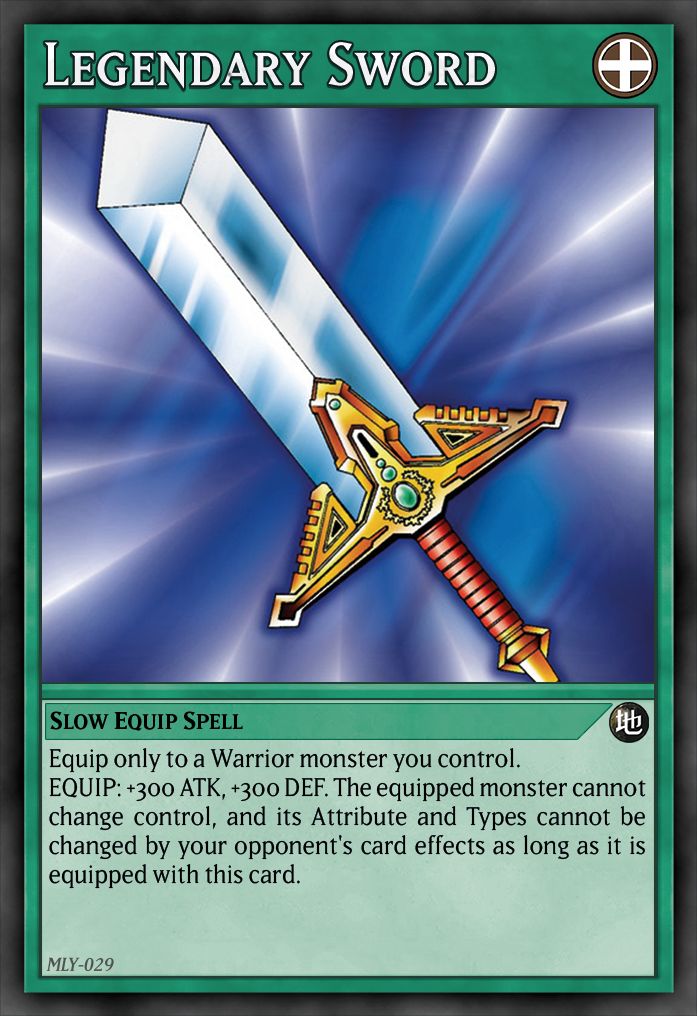 Legendary Sword
Slow Equip Spell
地
Equip only to a Warrior monster you control.
EQUIP: +300 ATK, +300 DEF. The equipped monster cannot
change control, and its Attribute and Types cannot be
changed by your opponent's card effects as long as it is
equipped with this card.
MLY-029